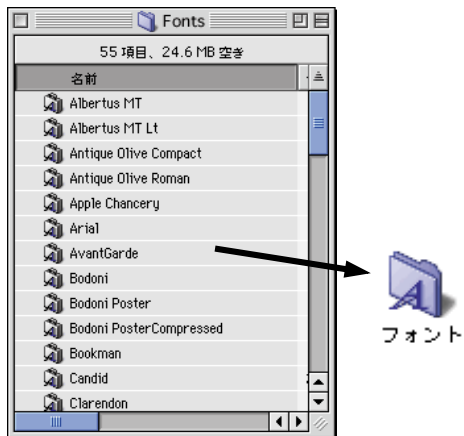 Fonts
55 項目、24.6 MB 空き
名前
Albertus MT
Albertus MT Lt
Antique Olive Compact
Antique Olive Roman
Apple Chancery
Arial
AvantGarde
Bodoni
Bodoni Poster
Bodoni PosterCompressed
Bookman
Candid
Clarendon
フォント